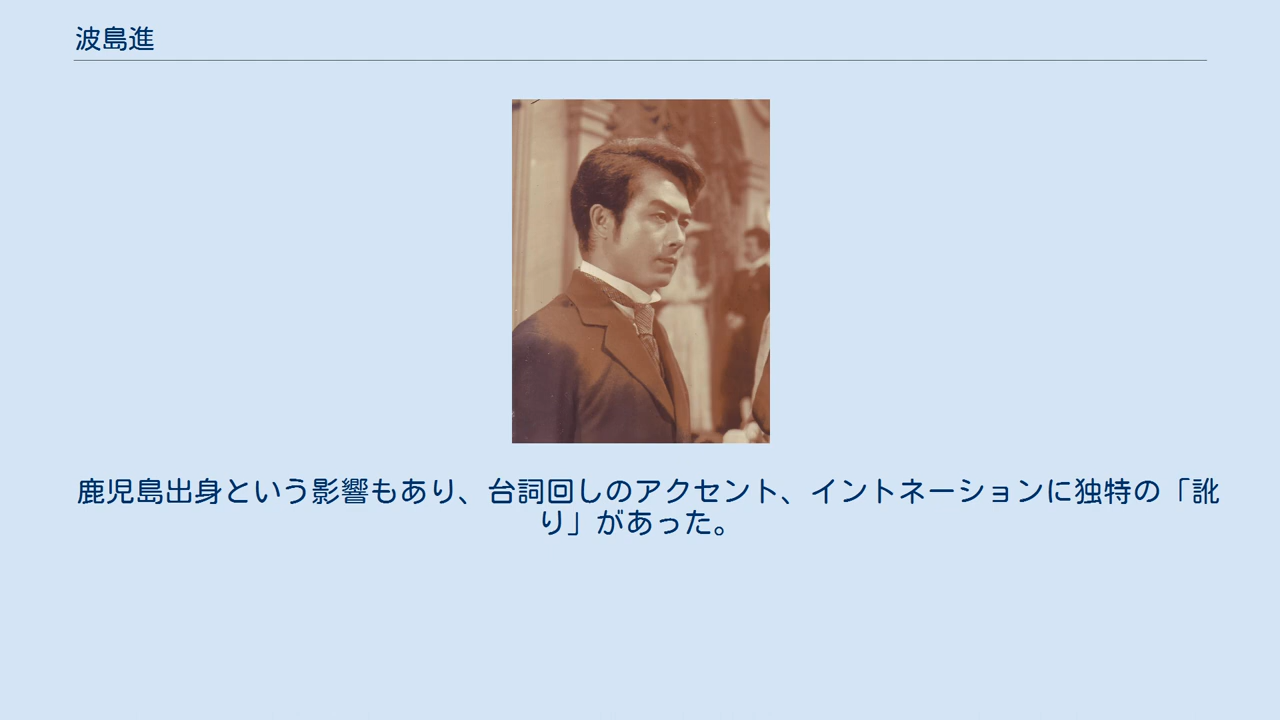 波島進
鹿児島出身という影響もあり、台詞回しのアクセント、イントネーションに独特の「訛
り」があった。